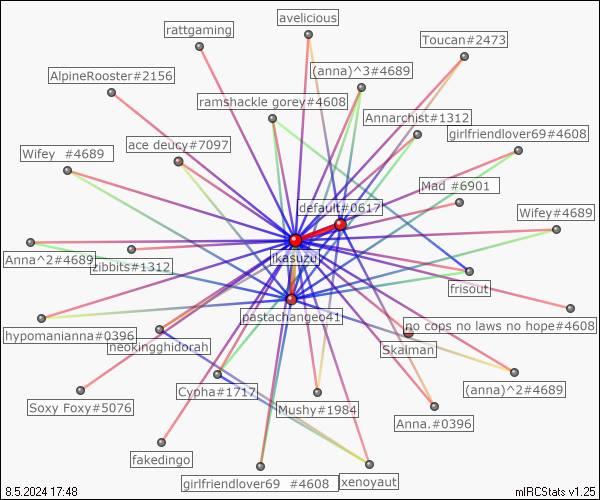 avelicious
rattgaming
Toucan#2473
(anna)^3#4689
AlpineRooster#2156
ramshackle gorey#4608
Annarchist#1312
girlfriendlover69#4608
ace deucy#7097
Wifey #4689
Mad #6901
default#0617
Wifey#4689
Anna^2#4689
zibbits#1312
ikasuzu
frisout
pastachangeo41
no cops no laws no hope#4608
hypomanianna#0396
neokingghidorah
Skalman
Cypha#1717
(anna)^2#4689
Soxy Foxy#5076
Mushy#1984
Anna.#0396
fakedingo
girlfriendlover69 #4608
xenoyaut
8.5.2024 17:48
mIRCStats v1.25